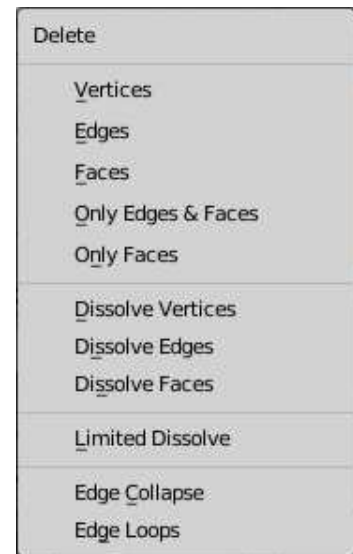 Delete
Vertices
Edges
Faces
Only Edges & Faces
Only Faces
Dissolve Vertices
Dissolve Edges
Dissolve Faces
Limited Dissolve
Edge Collapse
Edge Loops